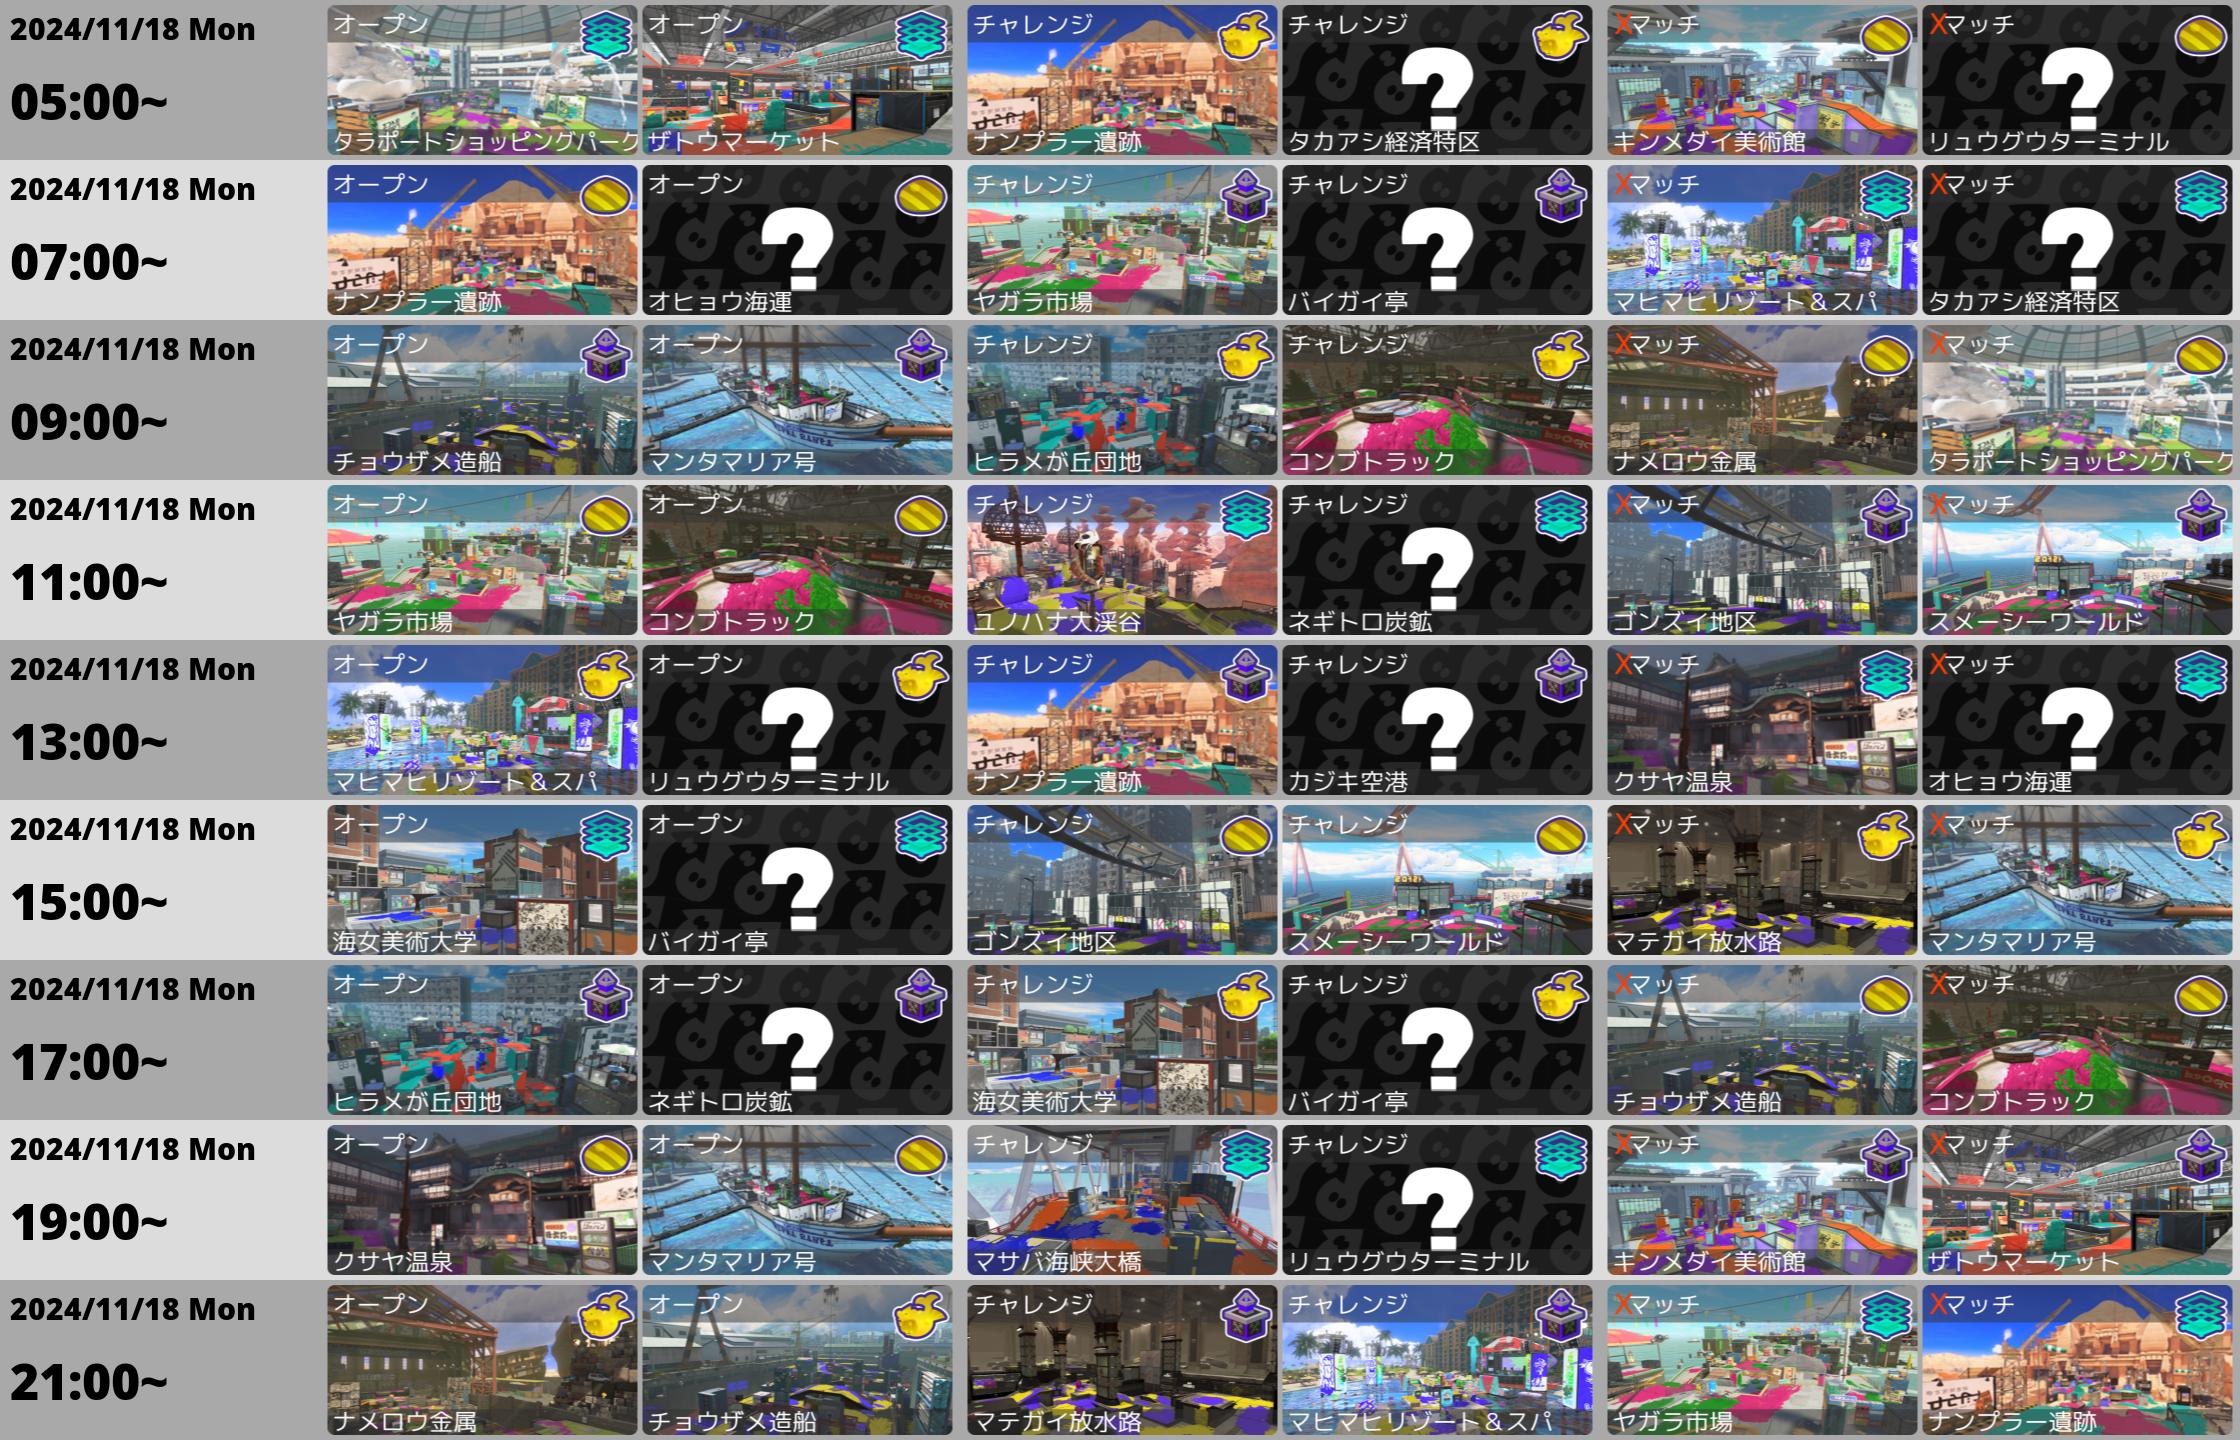 2024/11/18 Mon
05:00~
オープン
タラポートショッピングパーク
オープン
ザトウマーケット
チャレンジ
ナンプラー遺跡
チャレンジ
タカアシ経済特区
Xマッチ
キンメダイ美術館
Xマッチ
リュウグウターミナル
2024/11/18 Mon
07:00~
オープン
ナンプラー遺跡
オープン
オヒョウ海運
チャレンジ
ヤガラ市場
チャレンジ
バイガイ亭
Xマッチ
マヒマヒリゾート&スパ
Xマッチ
タカアシ経済特区
2024/11/18 Mon
09:00~
オープン
チョウザメ造船
オープン
マンタマリア号
チャレンジ
ヒラメが丘団地
チャレンジ
コンブトラック
Xマッチ
ナメロウ金属
Xマッチ
タラポートショッピングパーク
2024/11/18 Mon
11:00~
オープン
ヤガラ市場
オープン
コンブトラック
チャレンジ
ユノハナ大渓谷
チャレンジ
ネギトロ炭鉱
Xマッチ
ゴンズイ地区
Xマッチ
スメーシーワールド
2024/11/18 Mon
13:00~
オープン
マヒマヒリゾート&スパ
オープン
リュウグウターミナル
チャレンジ
ナンプラー遺跡
チャレンジ
カジキ空港
Xマッチ
クサヤ温泉
Xマッチ
オヒョウ海運
2024/11/18 Mon
15:00~
オープン
海女美術大学
オープン
バイガイ亭
チャレンジ
ゴンズイ地区
チャレンジ
スメーシーワールド
Xマッチ
マテガイ放水路
Xマッチ
マンタマリア号
2024/11/18 Mon
17:00~
オープン
ヒラメが丘団地
オープン
ネギトロ炭鉱
チャレンジ
海女美術大学
チャレンジ
バイガイ亭
Xマッチ
チョウザメ造船
Xマッチ
コンブトラック
2024/11/18 Mon
19:00~
オープン
クサヤ温泉
オープン
マンタマリア号
チャレンジ
マサバ海峡大橋
チャレンジ
リュウグウターミナル
Xマッチ
キンメダイ美術館
Xマッチ
ザトウマーケット
2024/11/18 Mon
21:00~
オープン
ナメロウ金属
オープン
チョウザメ造船
チャレンジ
マテガイ放水路
チャレンジ
マヒマヒリゾート&スパ
Xマッチ
ヤガラ市場
Xマッチ
ナンプラー遺跡